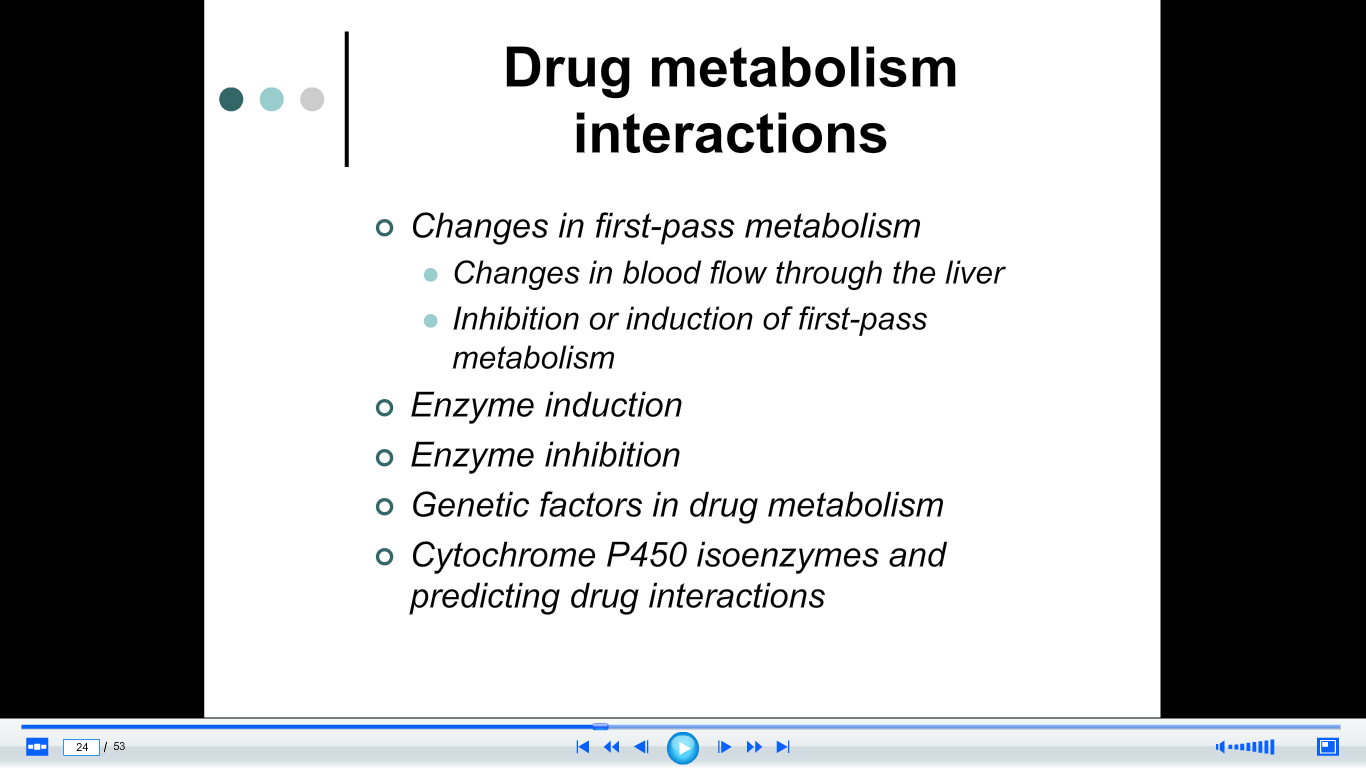 Drug metabolism
interactions
Changes in first-pass metabolism
Changes in blood flow through the liver
Inhibition or induction of first-pass
metabolism
Enzyme induction
Enzyme inhibition
Genetic factors in drug metabolism
Cytochrome P450 isoenzymes and
predicting drug interactions
24 / 53